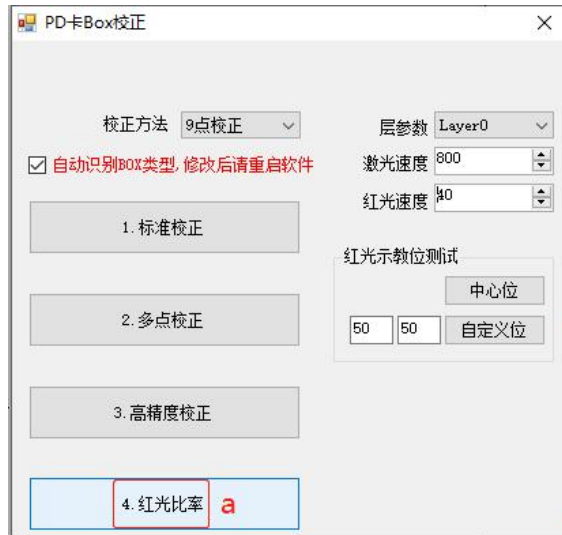 PD卡Box校正
校正方法 9点校正
层参数 Layer0
自动识别BOX类型,修改后请重启软件
激光速度 800
红光速度 40
1.标准校正
红光示教位测试
中心位
2.多点校正
50 50 自定义位
3.高精度校正
4.红光比率 a